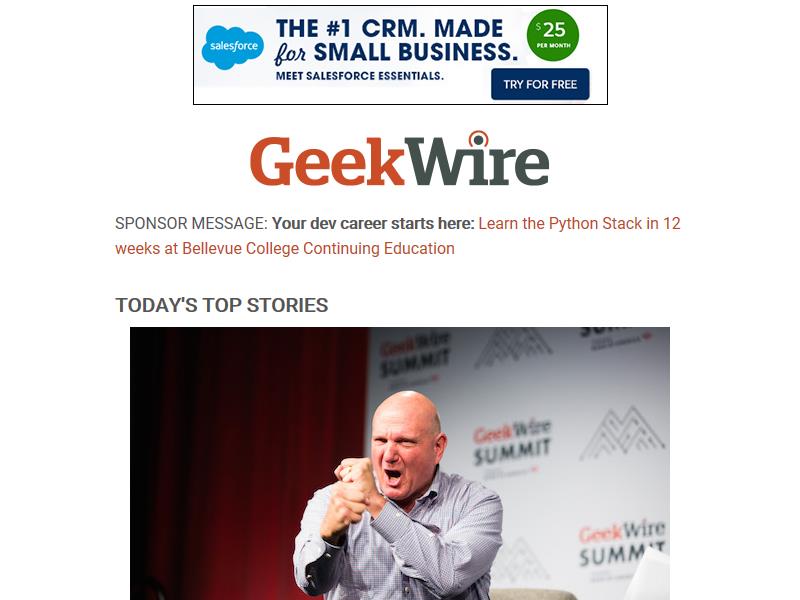 salesforce
THE #1 CRM. MADE
for SMALL BUSINESS.
MEET SALESFORCE ESSENTIALS.
$25
PER MONTH
TRY FOR FREE
GeekWire
SPONSOR MESSAGE: Your dev career starts here: Learn the Python Stack in 12
weeks at Bellevue College Continuing Education
TODAY'S TOP STORIES
GeekWire
SUMMIT
GeekWire
SUMMIT
GeekWire
SUMMIT